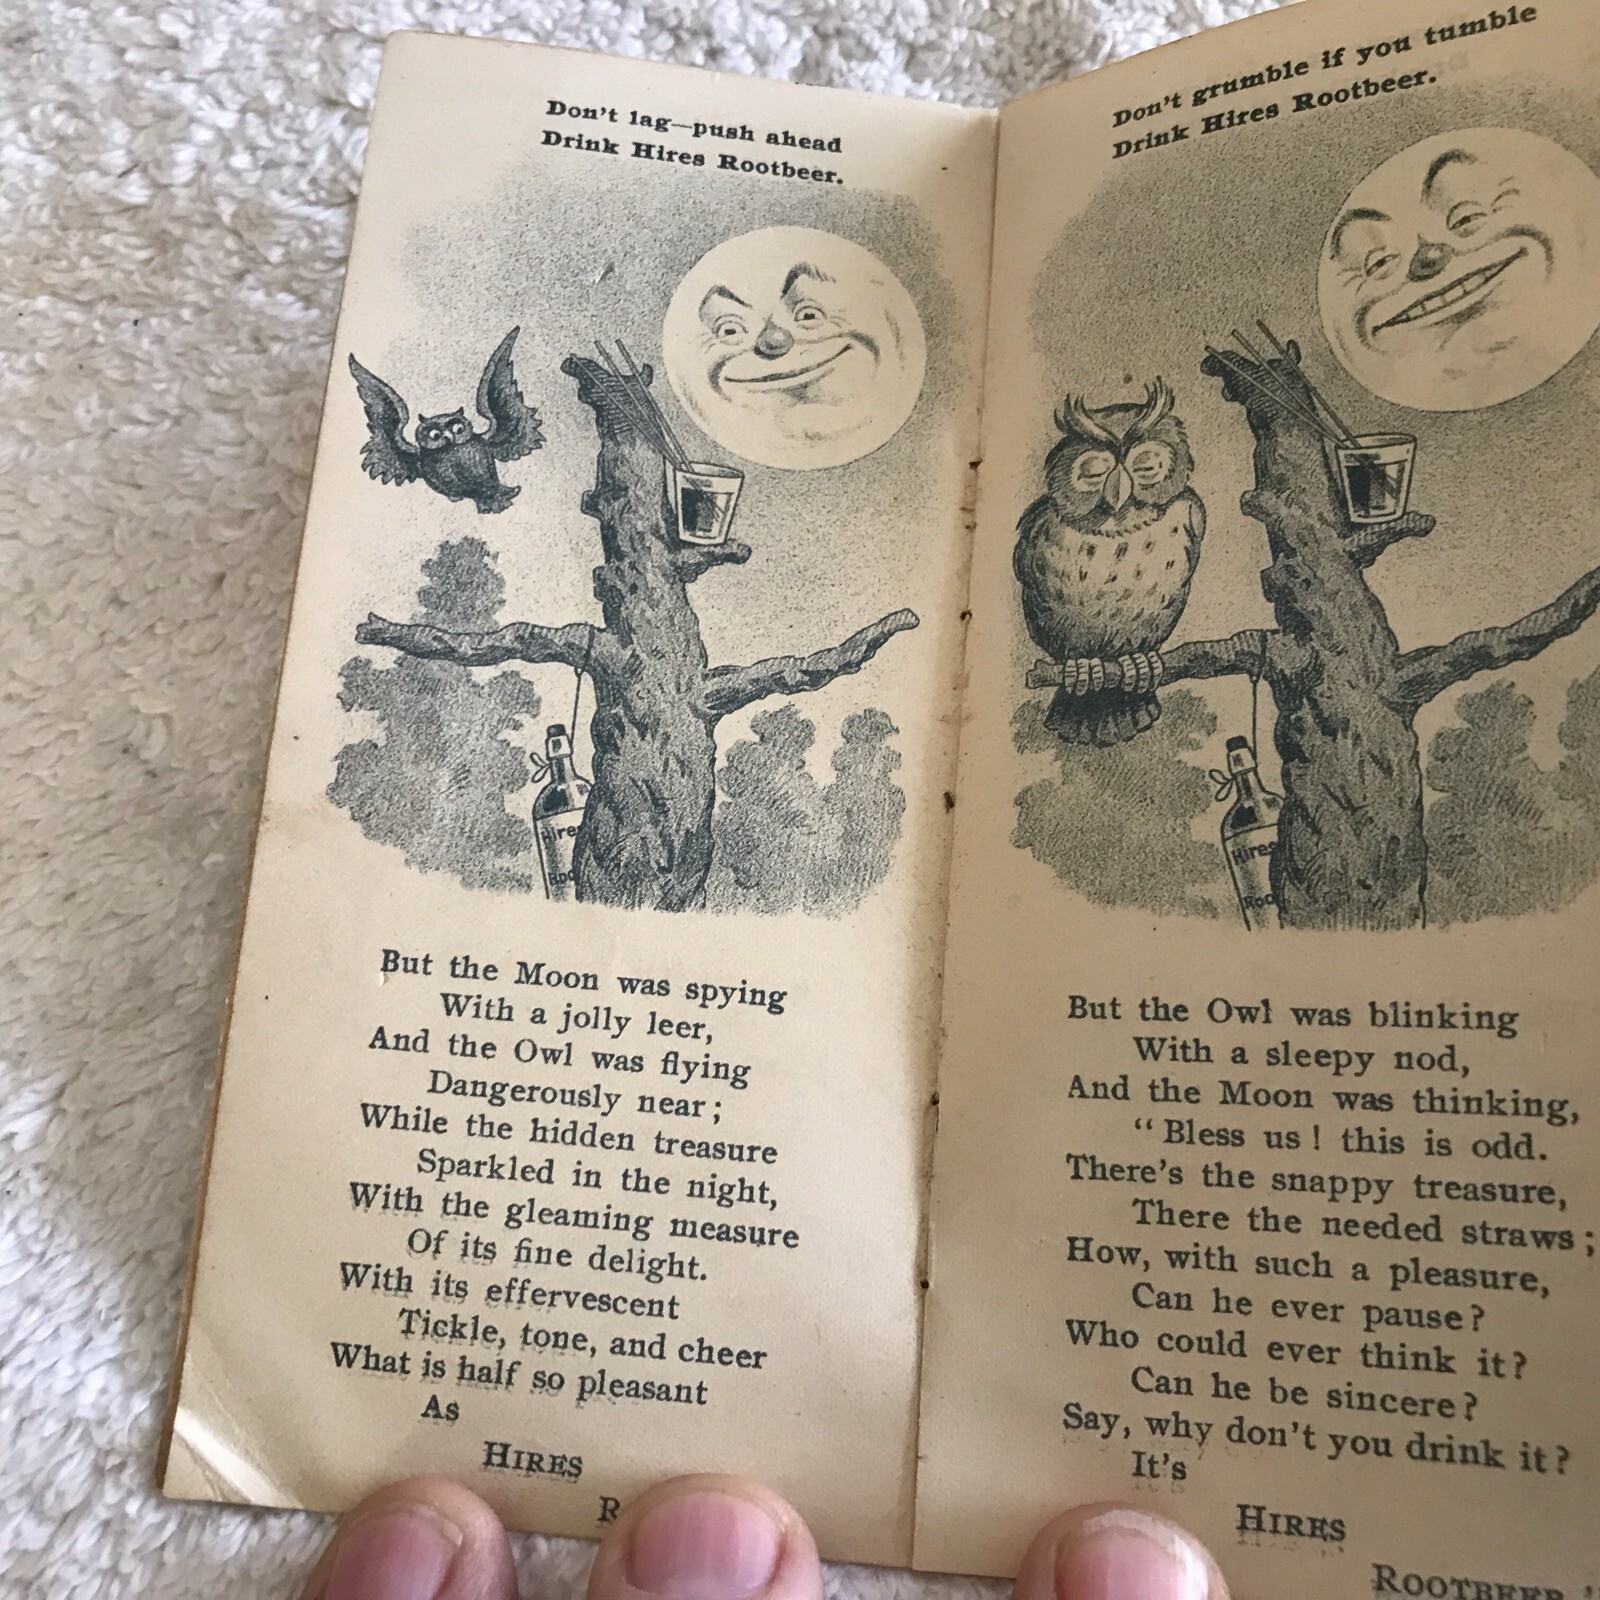 Don't lag—push ahead
Drink Hires Rootbeer.
Hires
Roo
But the Moon was spying
With a jolly leer,
And the Owl was flying
Dangerously near;
While the hidden treasure
Sparkled in the night,
With the gleaming measure
Of its fine delight.
With its effervescent
Tickle, tone, and cheer
What is half so pleasant
As
HIRES
R
Don't grumble if you tumble
Drink Hires Rootbeer.
Hires
Roo
But the Owl was blinking
With a sleepy nod,
And the Moon was thinking,
“Bless us! this is odd.
There's the snappy treasure,
There the needed straws;
How, with such a pleasure,
Can he ever pause?
Who could ever think it?
Can he be sincere?
Say, why don't you drink it?
It's
HIRES
ROOTBEER